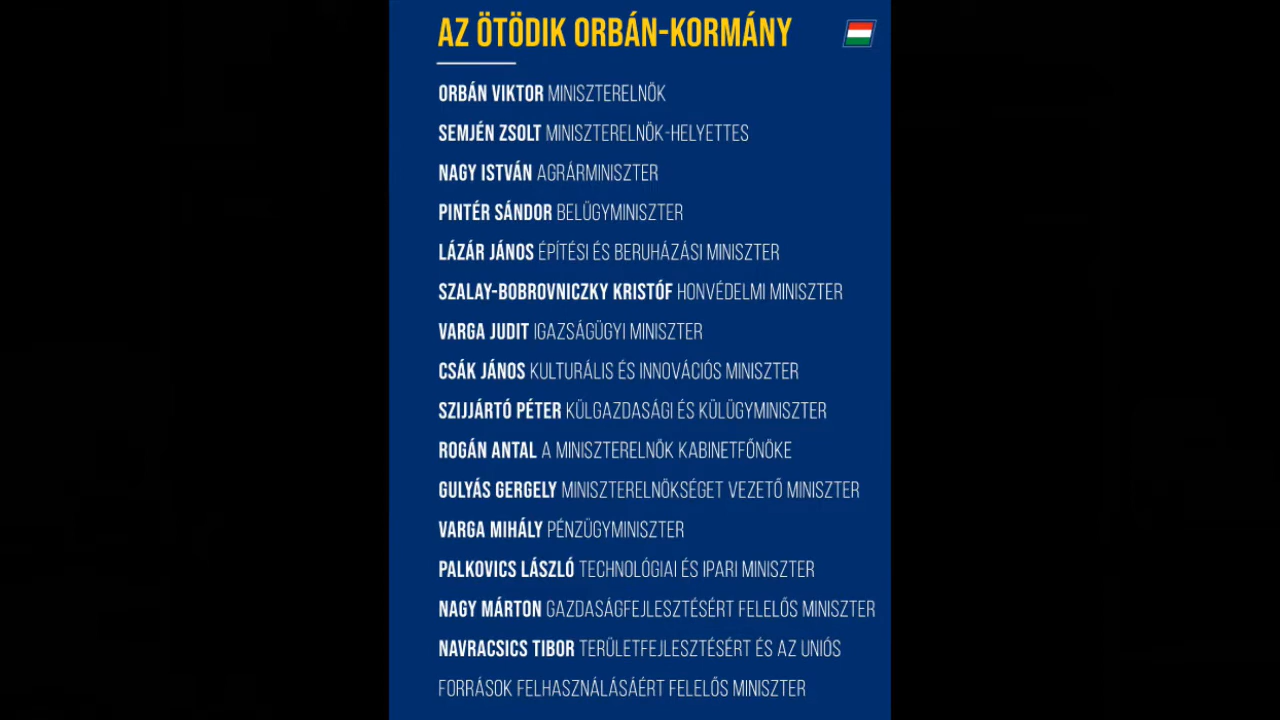 AZ ÖTÖDIK ORBÁN-KORMÁNY
ORBÁN VIKTOR MINISZTERELNÖK
SEMJÉN ZSOLT MINISZTERELNÖK-HELYETTES
NAGY ISTVÁN AGRÁRMINISZTER
PINTÉR SÁNDOR BELÜGYMINISZTER
LÁZÁR JÁNOS ÉPÍTÉSI ÉS BERUHÁZÁSI MINISZTER
SZALAY-BOBROVNICZKY KRISTÓF HONVÉDELMI MINISZTER
VARGA JUDIT IGAZSÁGÜGYI MINISZTER
CSÁK JÁNOS KULTURÁLIS ÉS INNOVÁCIÓS MINISZTER
SZIJJÁRTÓ PÉTER KÜLGAZDASÁGI ÉS KÜLÜGYMINISZTER
ROGÁN ANTAL A MINISZTERELNÖK KABINETFŐNÖKE
GULYÁS GERGELY MINISZTERELNÖKSÉGET VEZETŐ MINISZTER
VARGA MIHÁLY PÉNZÜGYMINISZTER
PALKOVICS LÁSZLÓ TECHNOLÓGIAI ÉS IPARI MINISZTER
NAGY MÁRTON GAZDASÁGFEJLESZTÉSÉRT FELELŐS MINISZTER
NAVRACSICS TIBOR TERÜLETFEJLESZTÉSÉRT ÉS AZ UNIÓS
FORRÁSOK FELHASZNÁLÁSÁÉRT FELELŐS MINISZTER